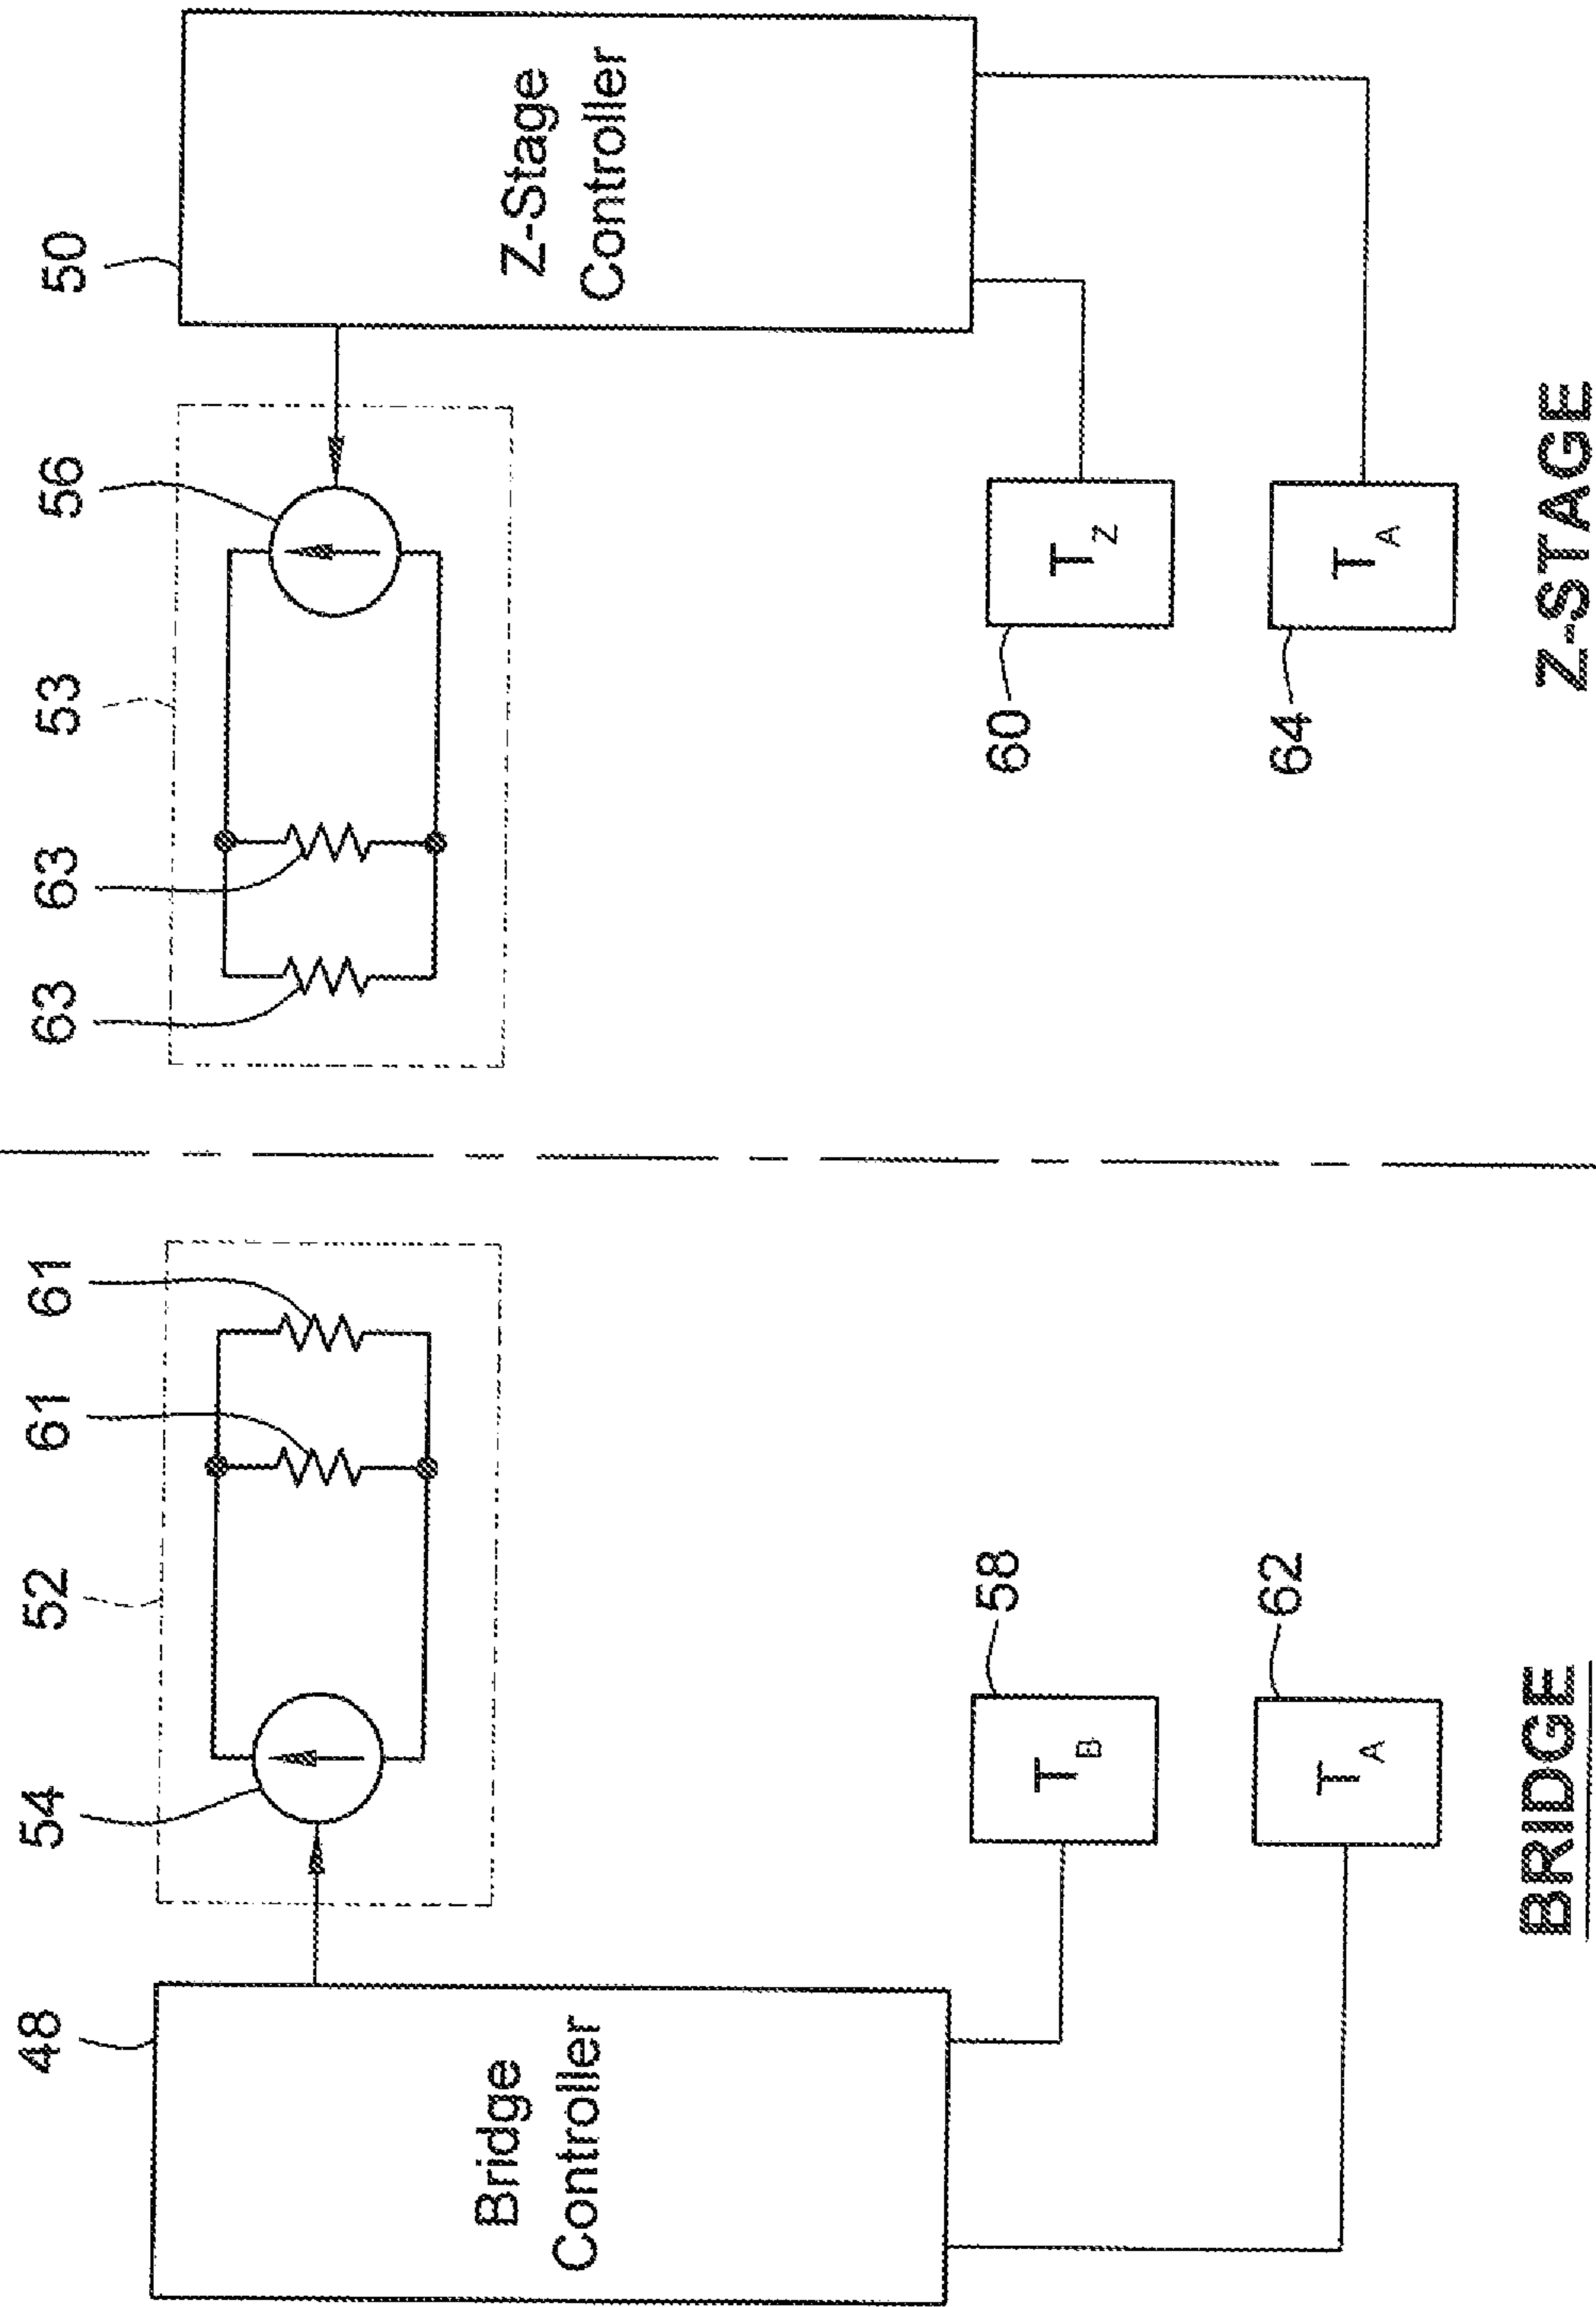 48
54
52
61
61
63
63
53
56
50
Bridge
Controller
Z-Stage
Controller
T_B
58
60
T_Z
T_A
62
64
T_A
BRIDGE
Z-STAGE